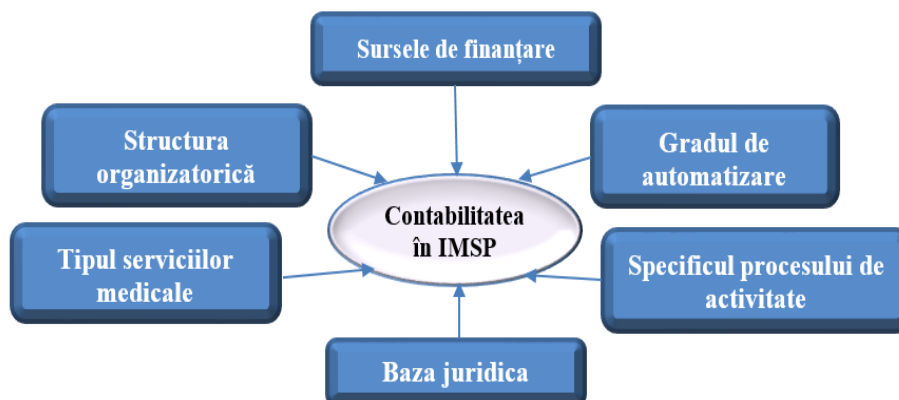 Sursele de finanțare
Structura
organizatorică
Gradul de
automatizare
Contabilitatea
în IMSP
Tipul serviciilor
medicale
Specificul procesului de
activitate
Baza juridica